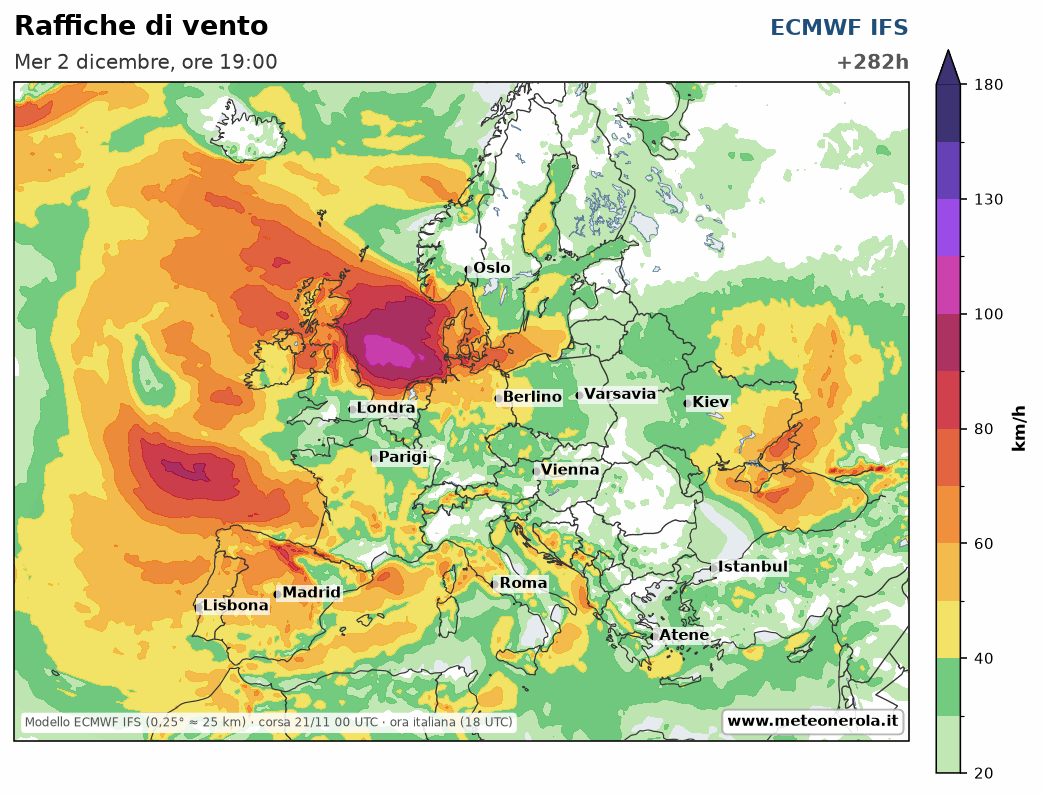 Raffiche di vento
ECMWF IFS
Mer 2 dicembre, ore 19:00
+282h
180
130
100
80
60
40
20
km/h
Oslo
Londra
Berlino
Varsavia
Kiev
Parigi
Vienna
Istanbul
Roma
Madrid
Lisbona
Atene
Modello ECMWF IFS (0,25° ≈ 25 km) · corsa 21/11 00 UTC · ora italiana (18 UTC)
www.meteonerola.it